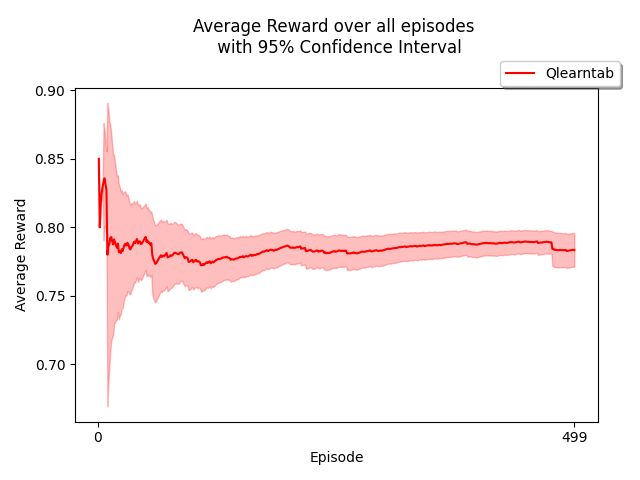 Average Reward over all episodes
with 95% Confidence Interval
Qlearntab
0.90
0.85
0.80
0.75
0.70
Average Reward
0
499
Episode